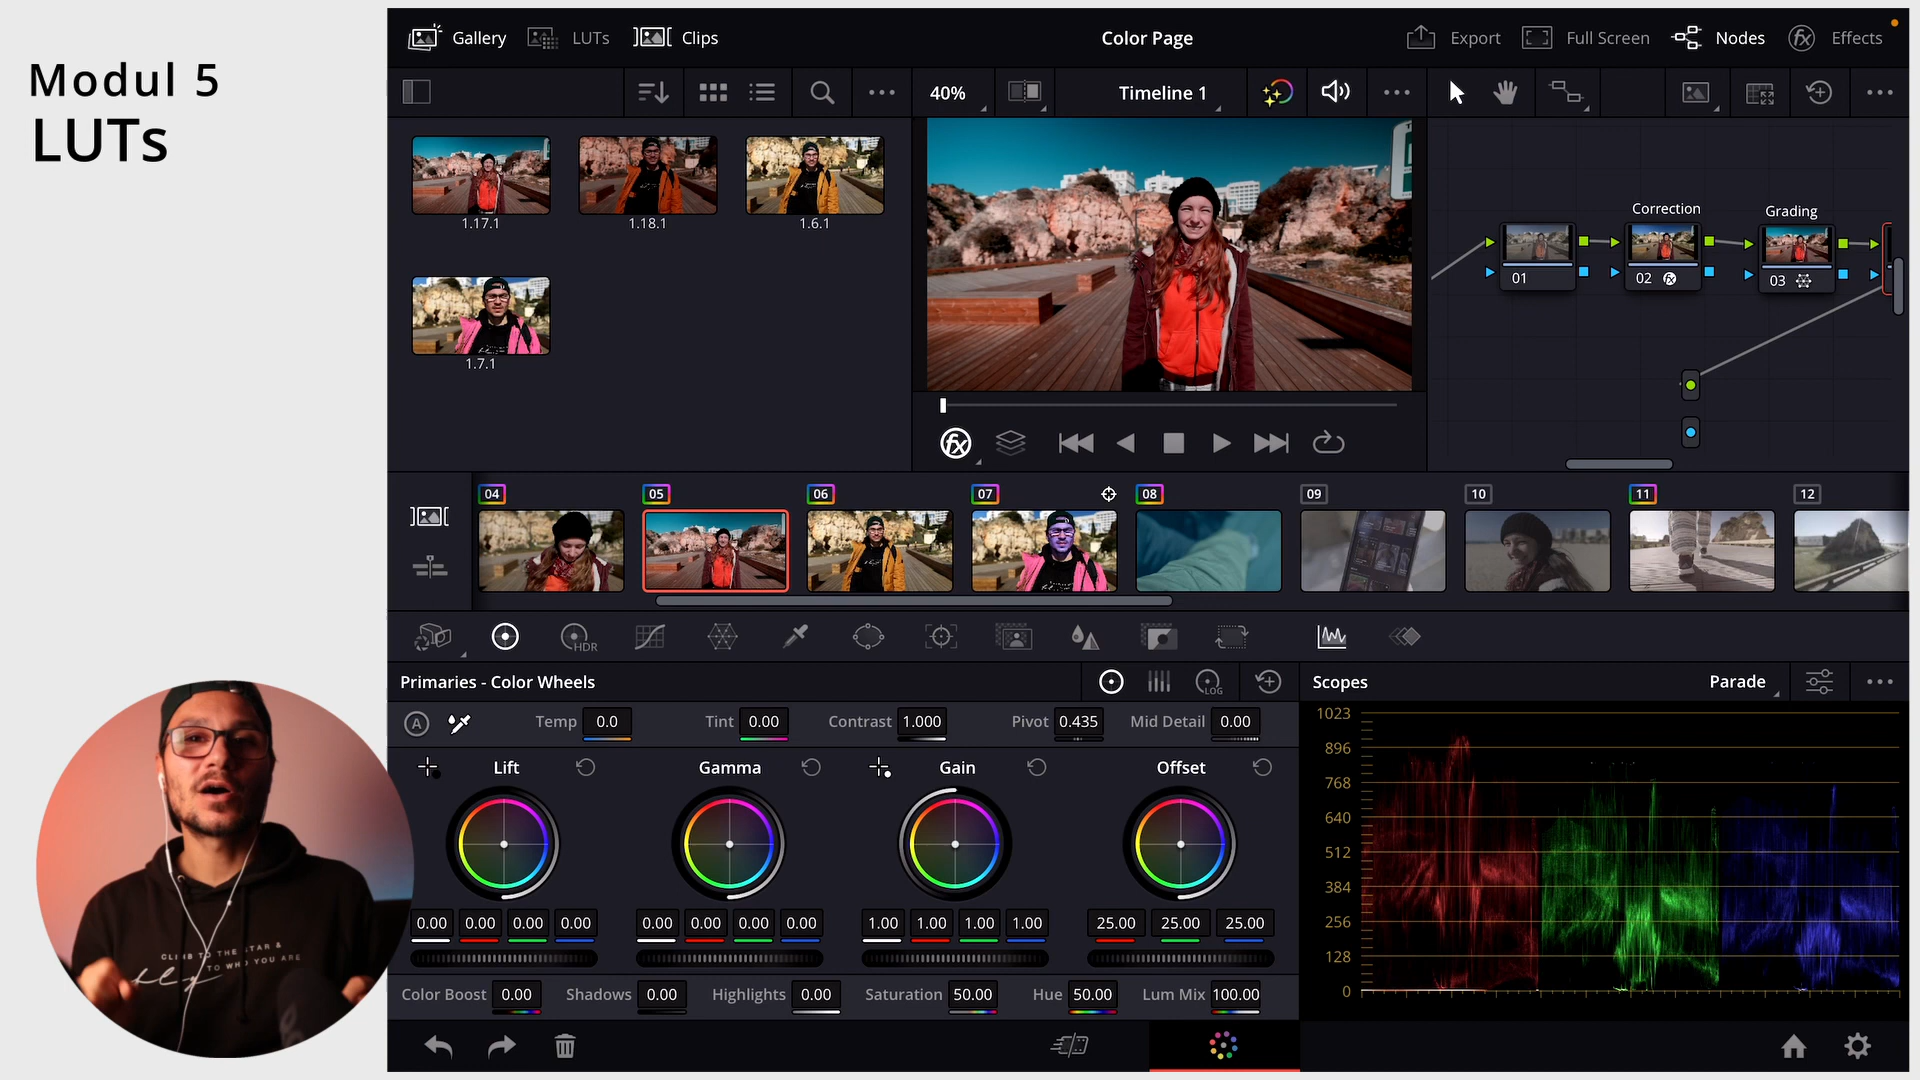 Modul 5
LUTs
Gallery
LUTs
Clips
Color Page
Export
Full Screen
Nodes
Effects
40%
Timeline 1
1.17.1
1.18.1
1.6.1
1.7.1
Correction
Grading
01
02
03
04
05
06
07
08
09
10
11
12
HDR
Primaries - Color Wheels
LOG
Scopes
Parade
A
Temp 0.0
Tint 0.00
Contrast 1.000
Pivot 0.435
Mid Detail 0.00
Lift
Gamma
Gain
Offset
0.00 0.00 0.00 0.00
0.00 0.00 0.00 0.00
1.00 1.00 1.00 1.00
25.00 25.00 25.00
Color Boost 0.00
Shadows 0.00
Highlights 0.00
Saturation 50.00
Hue 50.00
Lum Mix 100.00
1023
896
768
640
512
384
256
128
0
TO WHO YOU ARE